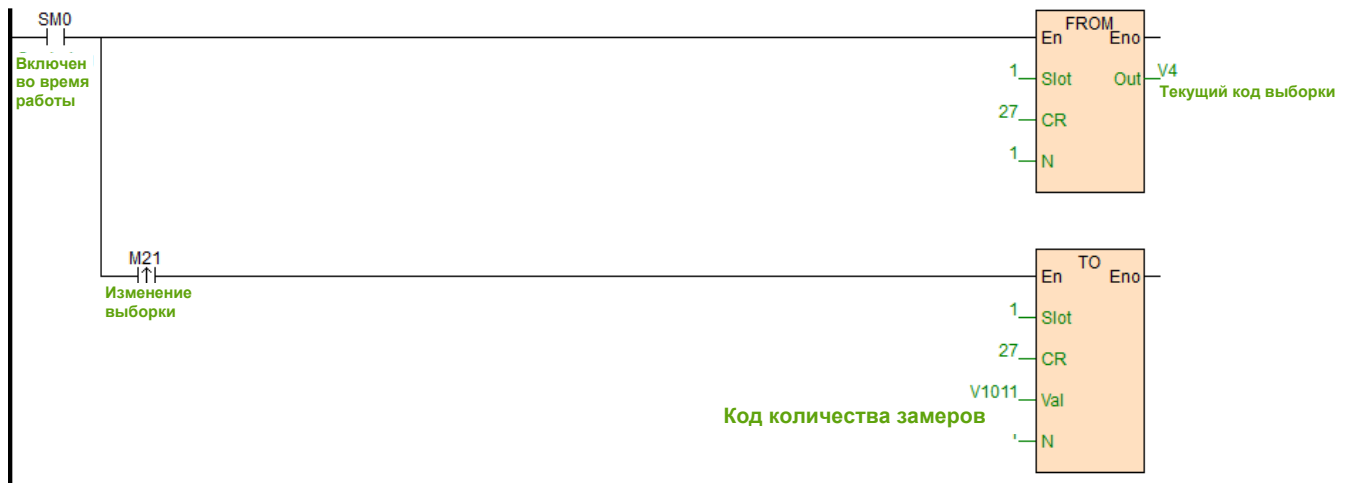 SM0
Включен
во время
работы
FROM
En
Eno
1
Slot
Out
V4
Текущий код выборки
27
CR
1
N
M21
Изменение
выборки
TO
En
Eno
1
Slot
27
CR
V1011
Val
Код количества замеров
'
N